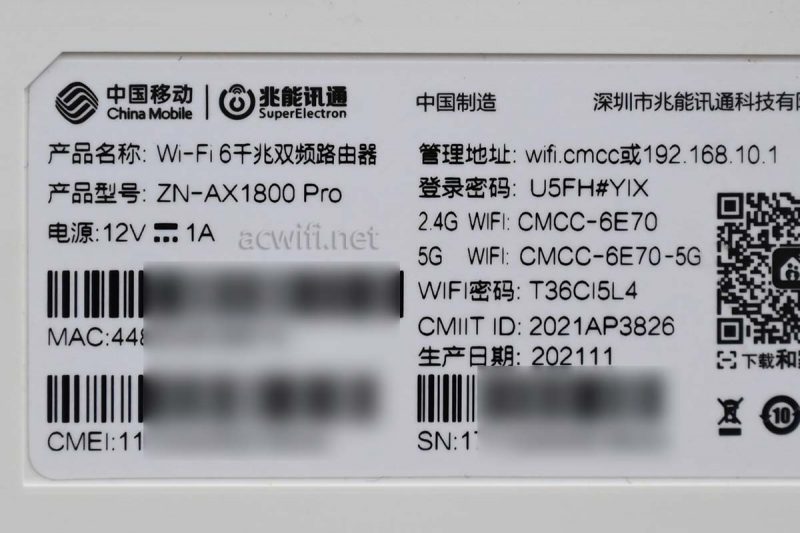 中国移动 China Mobile | 兆能讯通 SuperElectron
产品名称: Wi-Fi 6千兆双频路由器
产品型号: ZN-AX1800 Pro
电源:12V 1A
acwifi.net
MAC:448
CMEI:11
中国制造 深圳市兆能讯通科技有
管理地址: wifi.cmcc或192.168.10.1
登录密码: U5FH#YIX
2.4G WIFI: CMCC-6E70
5G WIFI: CMCC-6E70-5G
WIFI密码: T36CI5L4
CMIIT ID: 2021AP3826
生产日期: 202111
SN:1
下载和
10